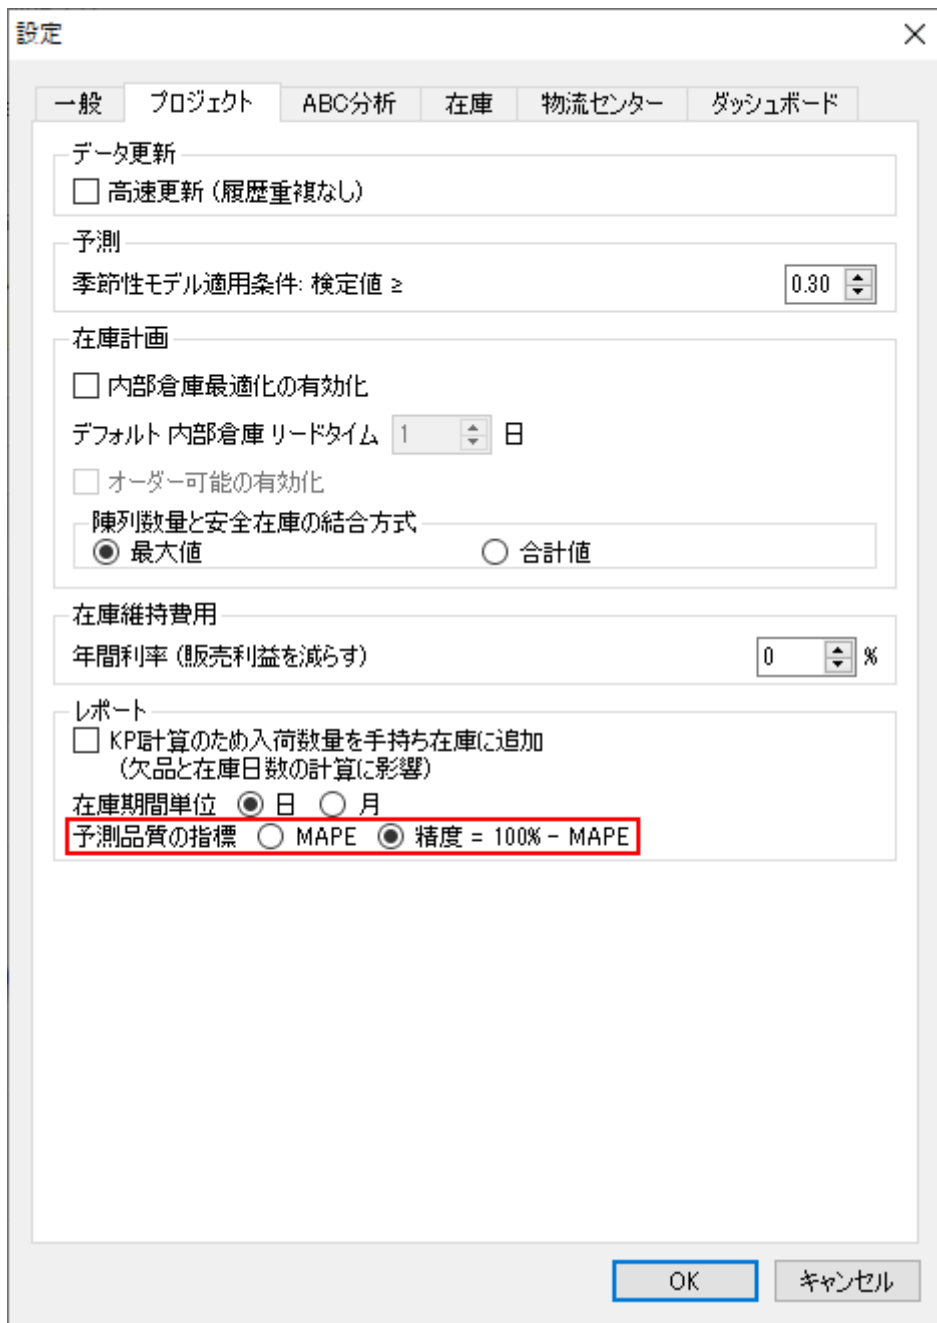 設定
一般 プロジェクト ABC分析 在庫 物流センター ダッシュボード
データ更新
高速更新 (履歴重複なし)
予測
季節性モデル適用条件: 検定値 ≥ 0.30
在庫計画
内部倉庫最適化の有効化
デフォルト 内部倉庫 リードタイム 1 日
オーダー可能の有効化
陳列数量と安全在庫の結合方式
最大値 合計値
在庫維持費用
年間利率 (販売利益を減らす) 0 %
レポート
KPI計算のため入荷数量を手持ち在庫に追加
(欠品と在庫日数の計算に影響)
在庫期間単位 日 月
予測品質の指標 MAPE 精度 = 100% - MAPE
OK キャンセル